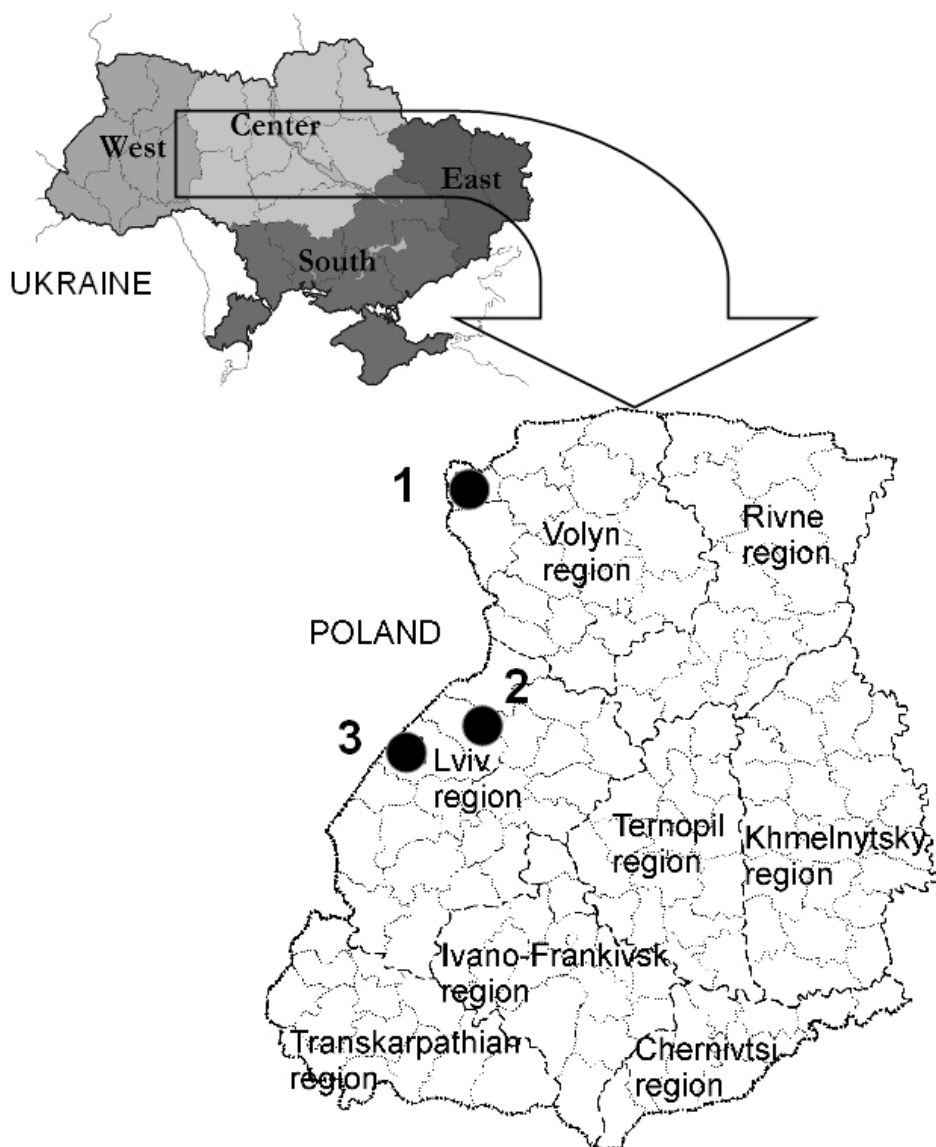 Center
West
East
South
UKRAINE
1
Volyn
region
Rivne
region
POLAND
2
3
Lviv
region
Ternopil
region
Khmelnytsky
region
Ivano-Frankivsk
region
Transkarpathian
region
Chernivtsi
region